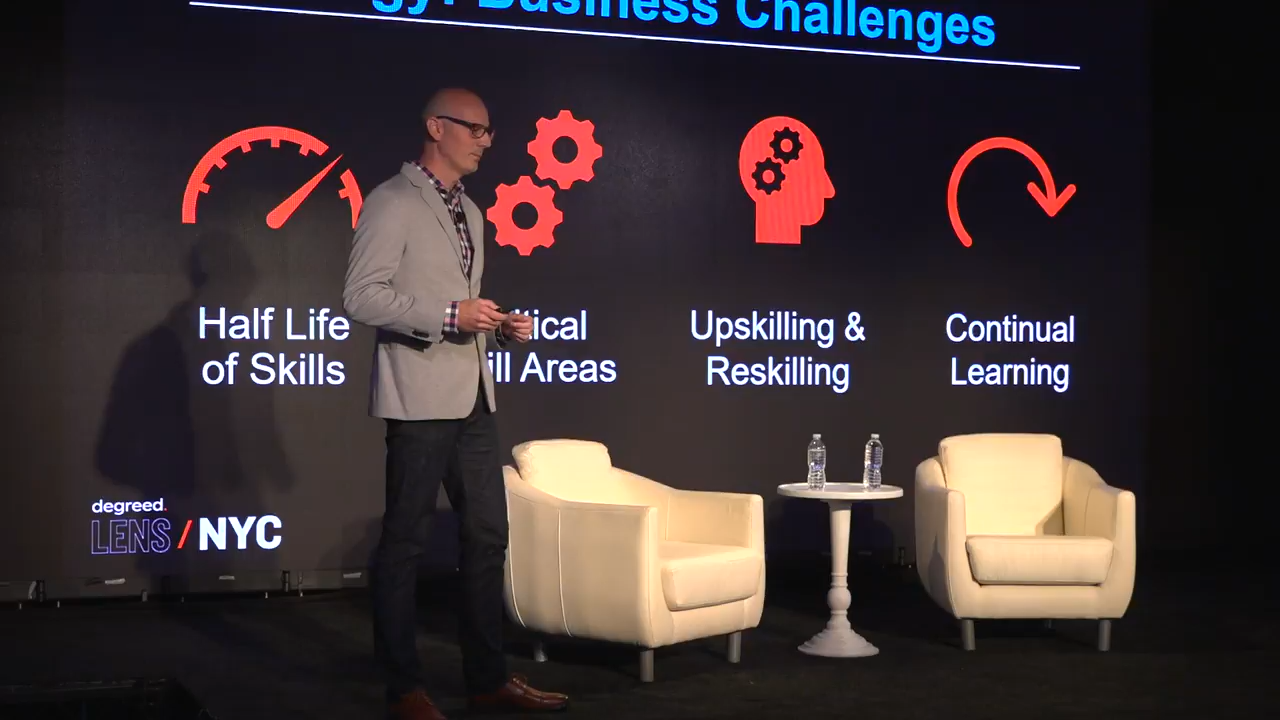 Business Challenges
Half Life
of Skills
Areas
Upskilling &
Reskilling
Continual
Learning
degreed.
LENS / NYC